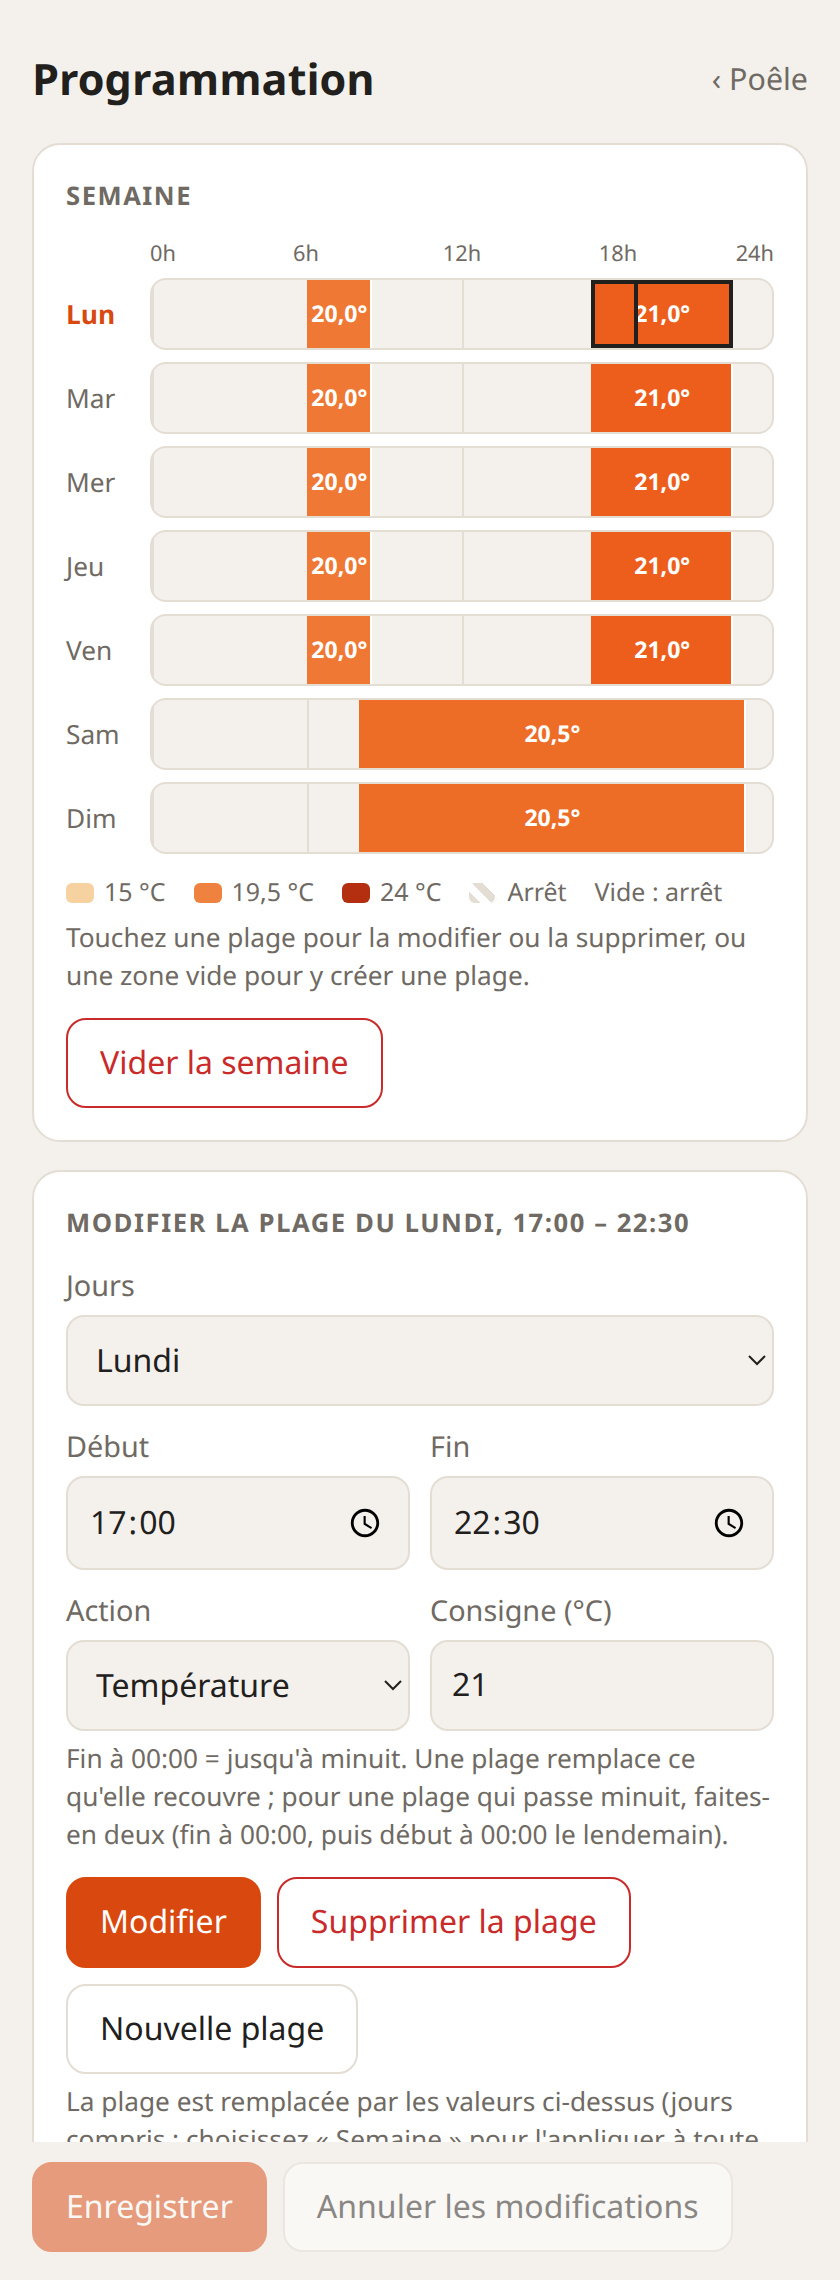 Programmation
‹ Poêle
SEMAINE
0h 6h 12h 18h 24h
Lun 20,0° 21,0°
Mar 20,0° 21,0°
Mer 20,0° 21,0°
Jeu 20,0° 21,0°
Ven 20,0° 21,0°
Sam 20,5°
Dim 20,5°
15 °C 19,5 °C 24 °C Arrêt Vide : arrêt
Touchez une plage pour la modifier ou la supprimer, ou
une zone vide pour y créer une plage.
Vider la semaine
MODIFIER LA PLAGE DU LUNDI, 17:00 – 22:30
Jours
Lundi
Début Fin
17:00 22:30
Action Consigne (°C)
Température 21
Fin à 00:00 = jusqu'à minuit. Une plage remplace ce
qu'elle recouvre ; pour une plage qui passe minuit, faites-
en deux (fin à 00:00, puis début à 00:00 le lendemain).
Modifier Supprimer la plage
Nouvelle plage
La plage est remplacée par les valeurs ci-dessus (jours
compris ; choisissez « Semaine » pour l'appliquer à toute
Enregistrer Annuler les modifications